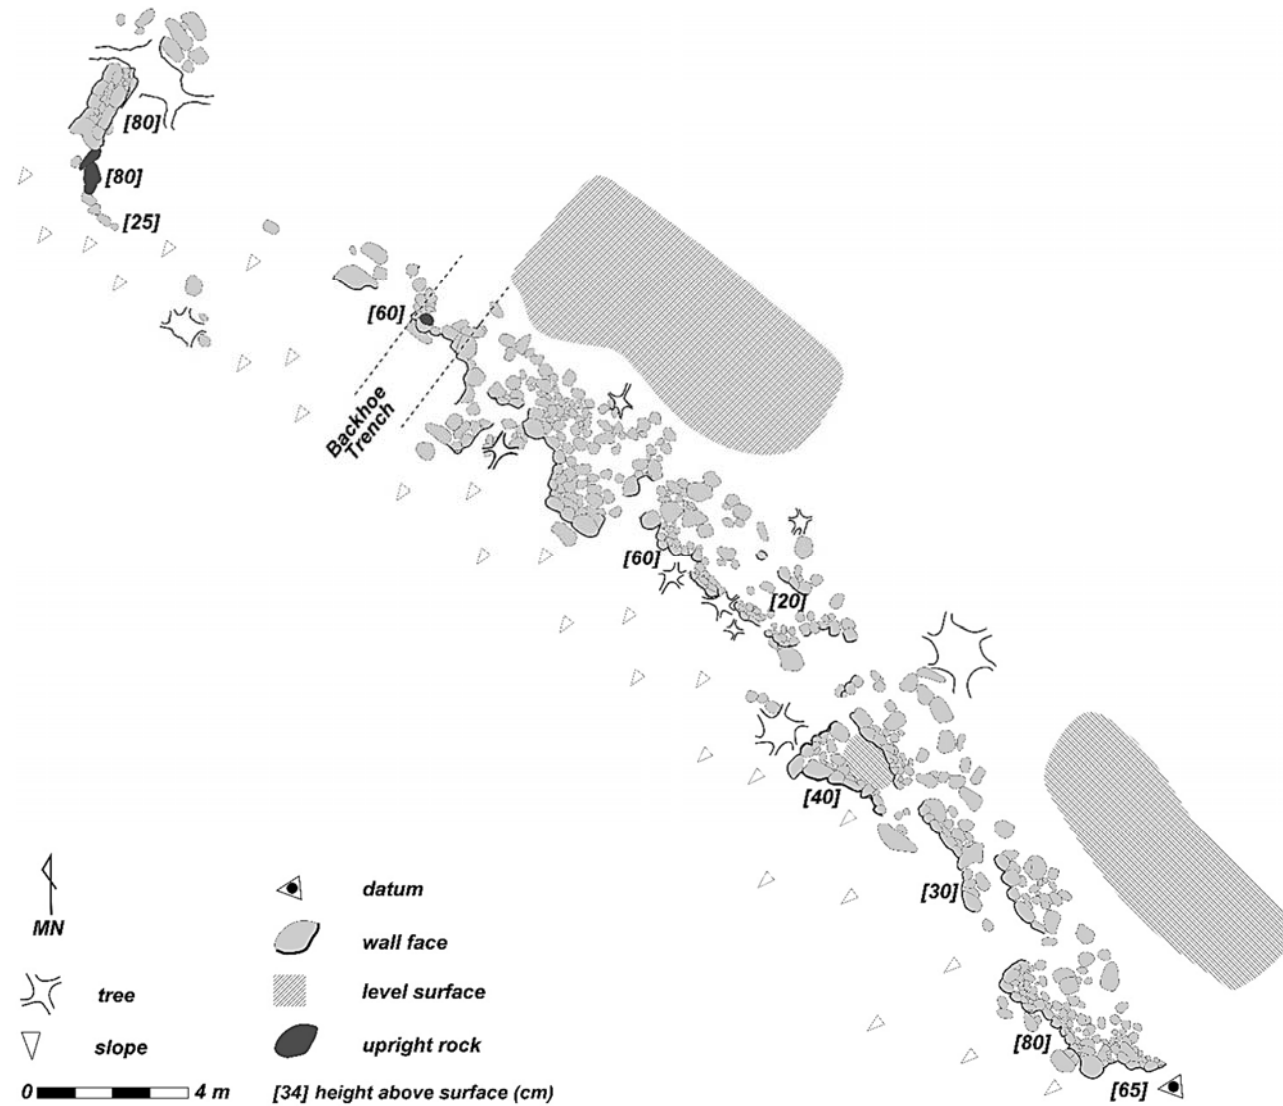 [80]
[80]
[25]
[60]
Backhoe
Trench
[60]
[20]
[40]
[30]
[80]
[65]
MN
tree
slope
0 4 m
datum
wall face
level surface
upright rock
[34] height above surface (cm)